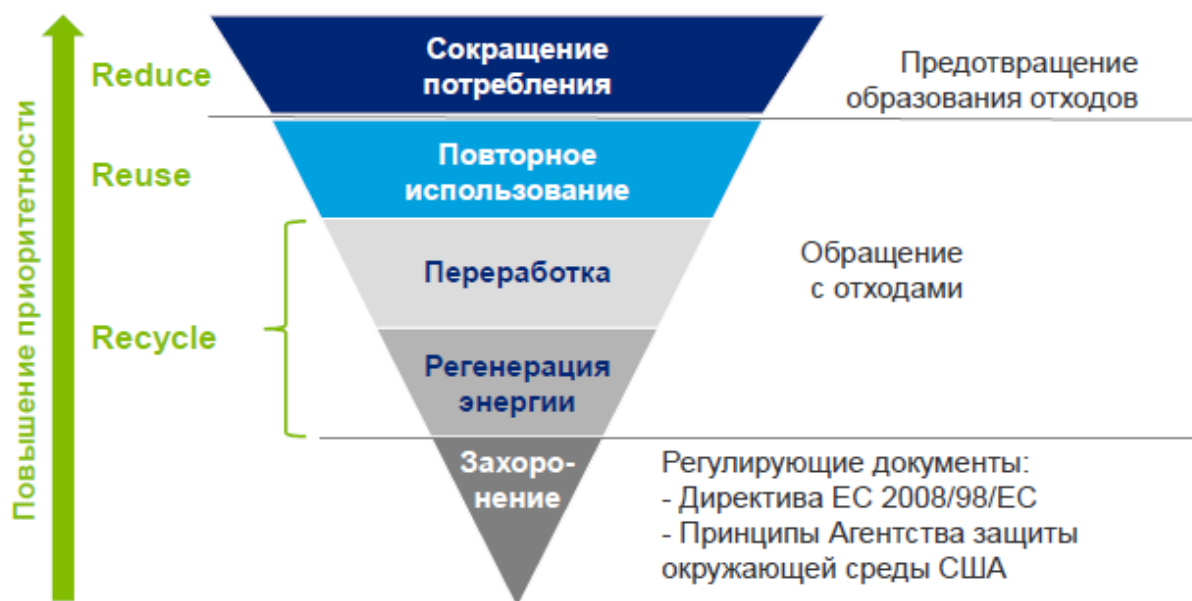 Повышение приоритетности
Reduce
Сокращение
потребления
Предотвращение
образования отходов
Reuse
Повторное
использование
Recycle
Переработка
Обращение
с отходами
Регенерация
энергии
Захоро-
нение
Регулирующие документы:
- Директива ЕС 2008/98/ЕС
- Принципы Агентства защиты
окружающей среды США